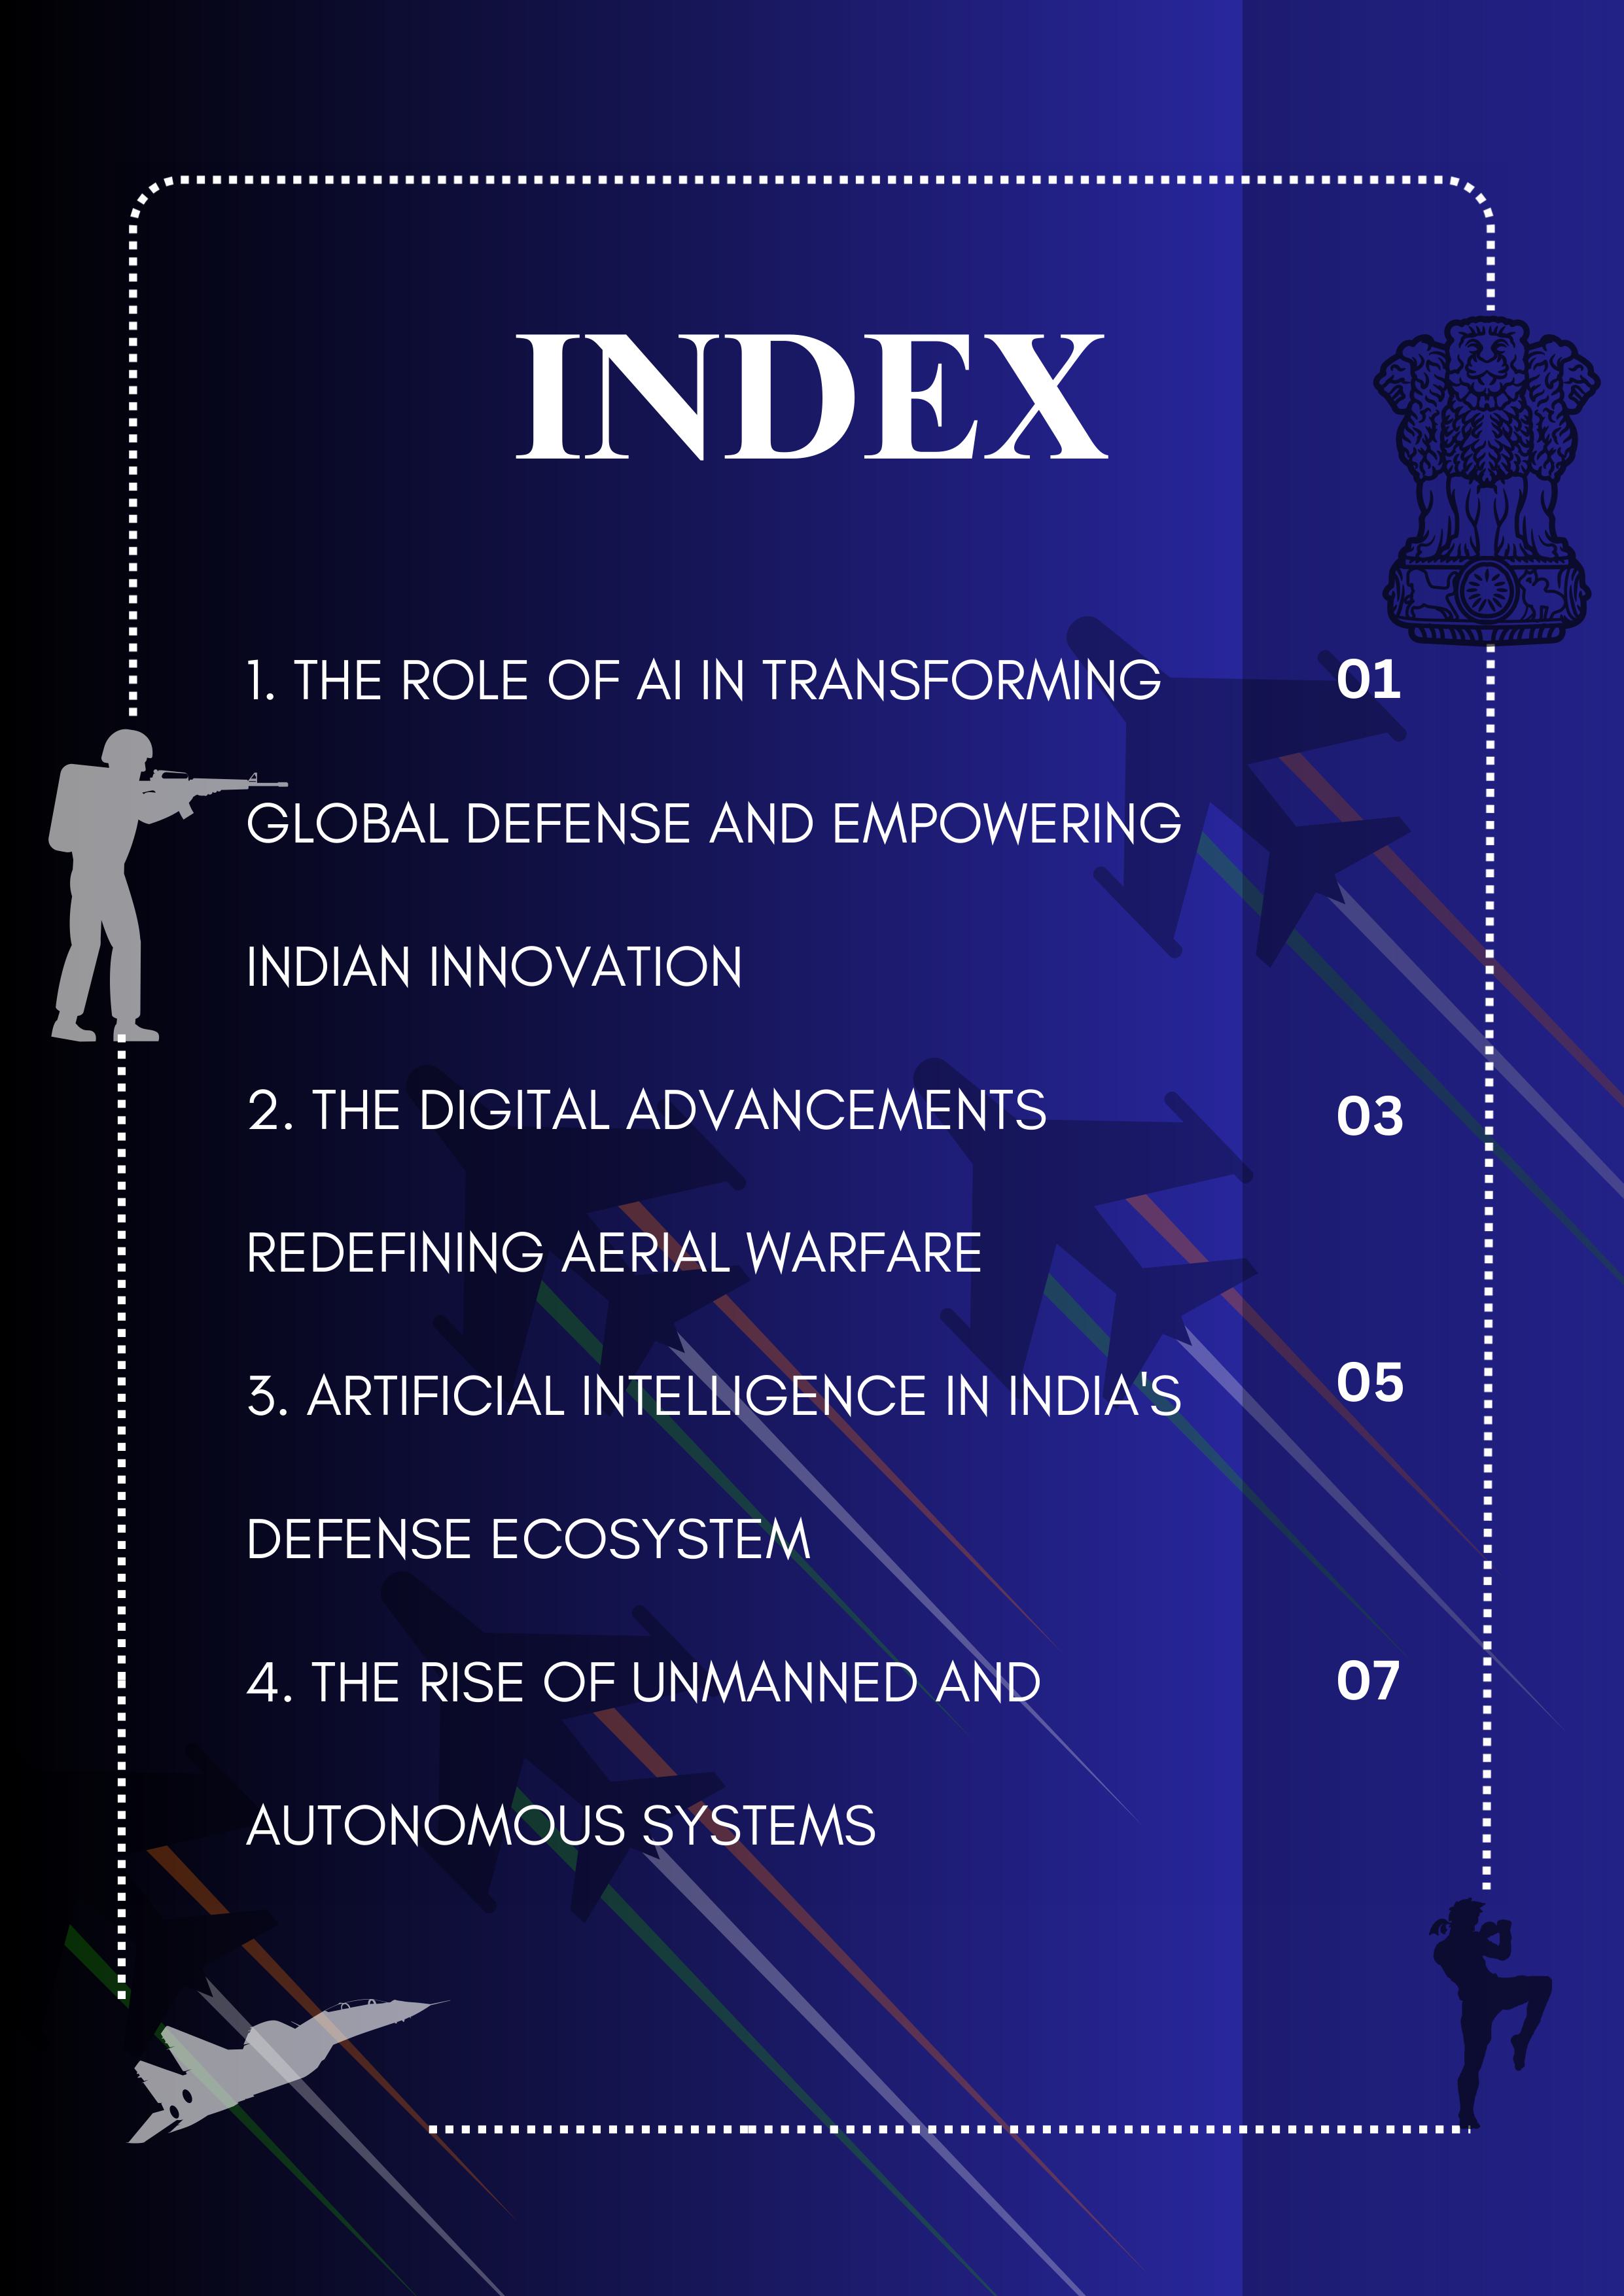 INDEX
1. THE ROLE OF AI IN TRANSFORMING 01
GLOBAL DEFENSE AND EMPOWERING
INDIAN INNOVATION
2. THE DIGITAL ADVANCEMENTS 03
REDEFINING AERIAL WARFARE
3. ARTIFICIAL INTELLIGENCE IN INDIA'S 05
DEFENSE ECOSYSTEM
4. THE RISE OF UNMANNED AND 07
AUTONOMOUS SYSTEMS